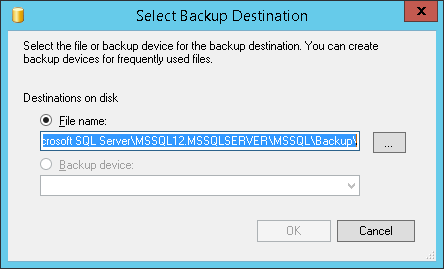 Select Backup Destination
x
Select the file or backup device for the backup destination. You can create
backup devices for frequently used files.
Destinations on disk
File name:
crosoft SQL Server\MSSQL12.MSSQLSERVER\MSSQL\Backup\
...
Backup device:
OK
Cancel